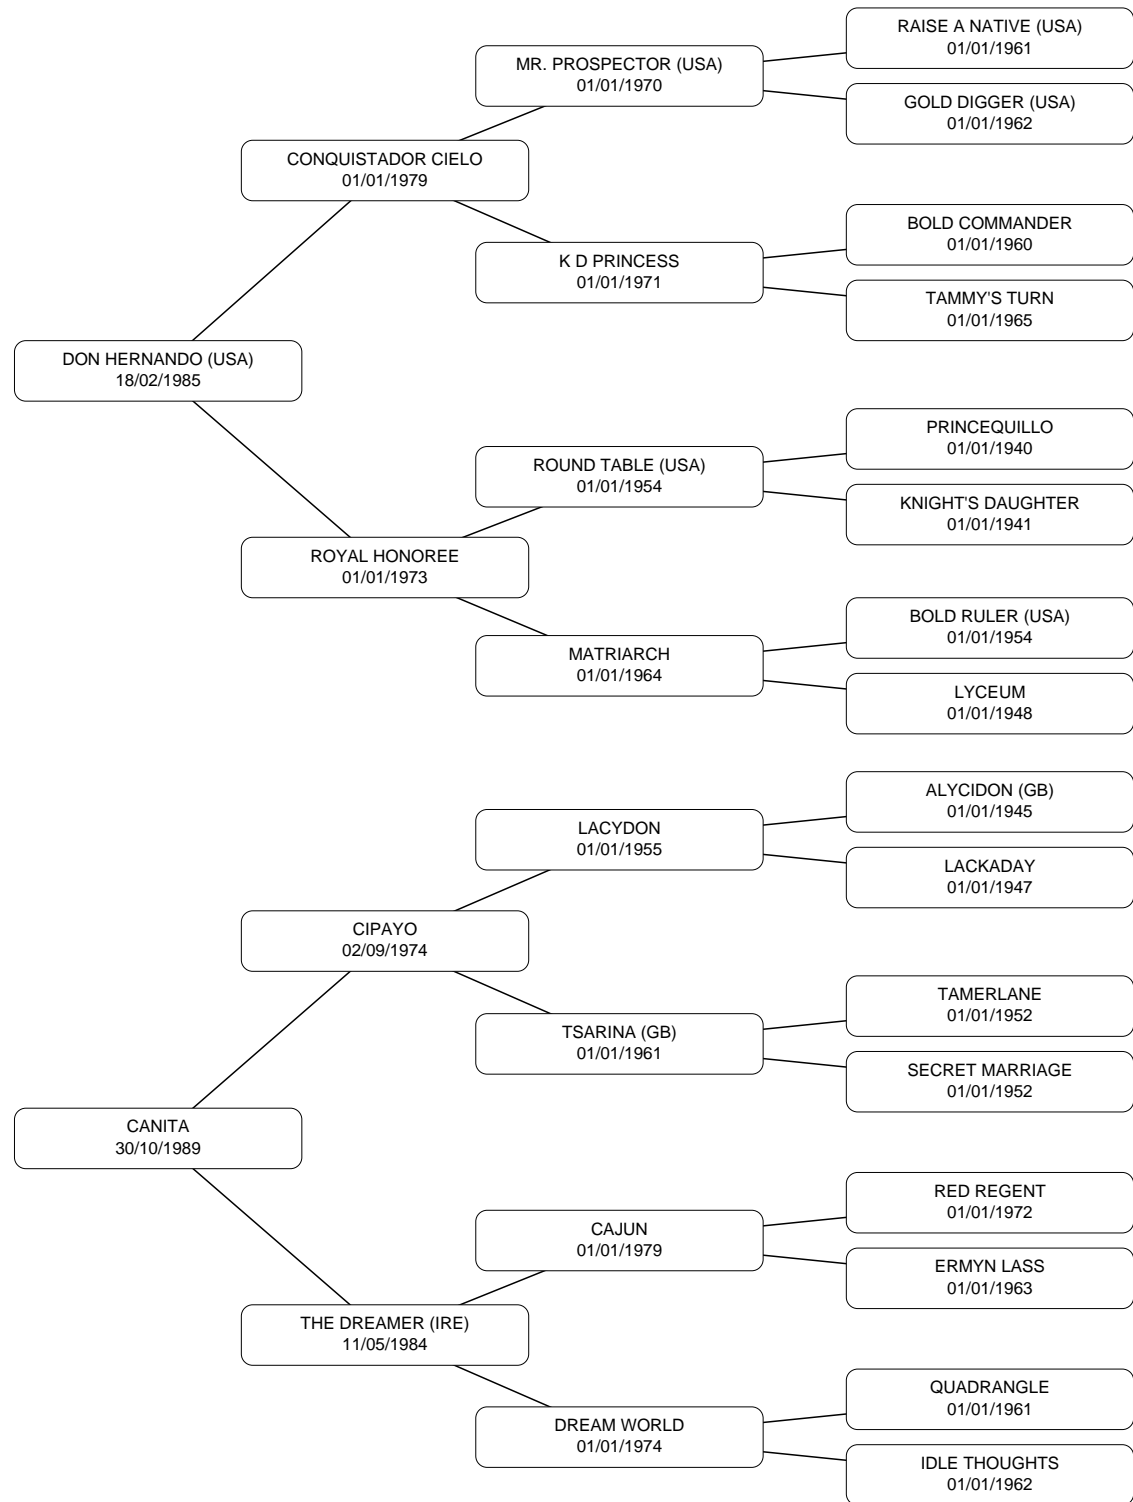 RAISE A NATIVE (USA)
01/01/1961
MR. PROSPECTOR (USA)
01/01/1970
GOLD DIGGER (USA)
01/01/1962
CONQUISTADOR CIELO
01/01/1979
BOLD COMMANDER
01/01/1960
K D PRINCESS
01/01/1971
TAMMY'S TURN
01/01/1965
DON HERNANDO (USA)
18/02/1985
PRINCEQUILLO
01/01/1940
ROUND TABLE (USA)
01/01/1954
KNIGHT'S DAUGHTER
01/01/1941
ROYAL HONOREE
01/01/1973
BOLD RULER (USA)
01/01/1954
MATRIARCH
01/01/1964
LYCEUM
01/01/1948
ALYCIDON (GB)
01/01/1945
LACYDON
01/01/1955
LACKADAY
01/01/1947
CIPAYO
02/09/1974
TAMERLANE
01/01/1952
TSARINA (GB)
01/01/1961
SECRET MARRIAGE
01/01/1952
CANITA
30/10/1989
RED REGENT
01/01/1972
CAJUN
01/01/1979
ERMYN LASS
01/01/1963
THE DREAMER (IRE)
11/05/1984
QUADRANGLE
01/01/1961
DREAM WORLD
01/01/1974
IDLE THOUGHTS
01/01/1962